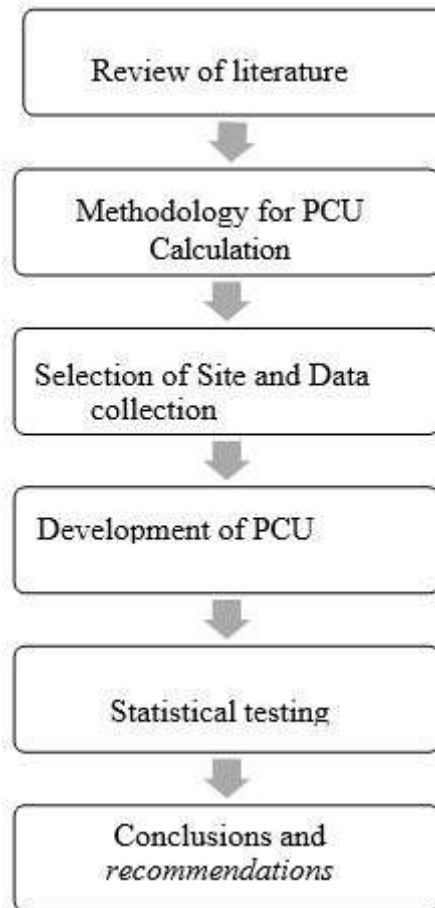 Review of literature
Methodology for PCU
Calculation
Selection of Site and Data
collection
Development of PCU
Statistical testing
Conclusions and
recommendations